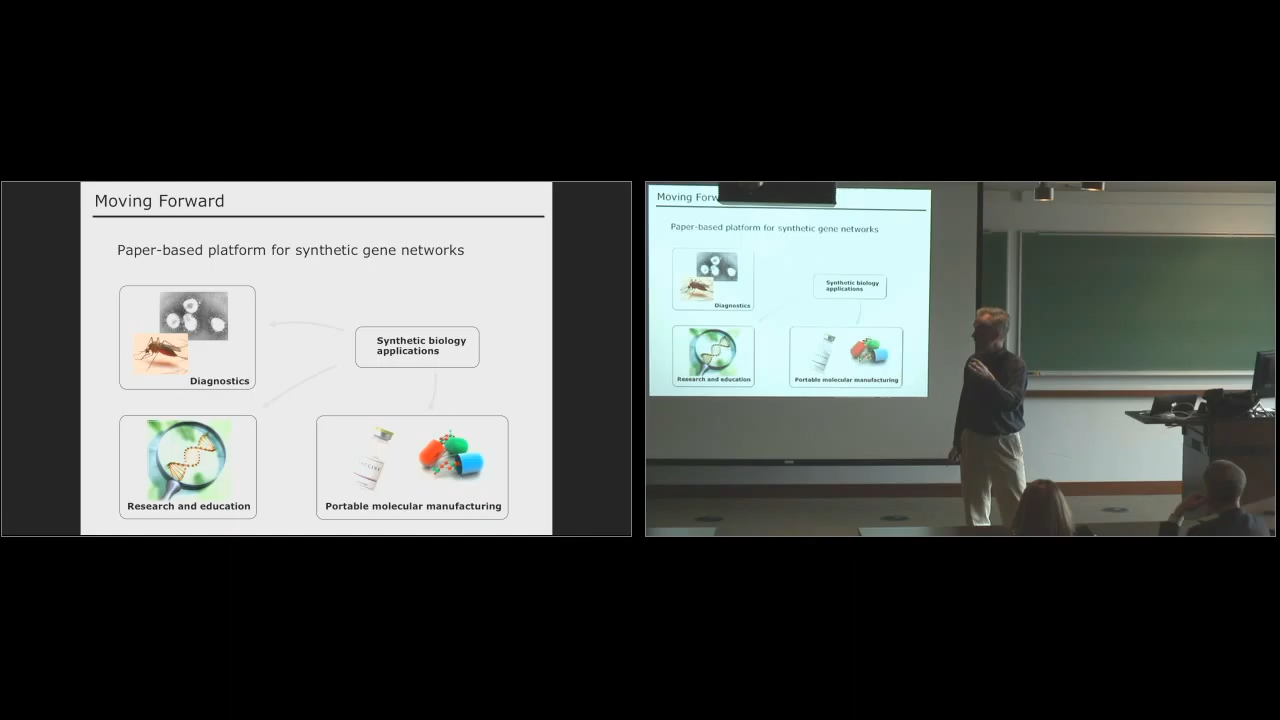 Moving Forward
Paper-based platform for synthetic gene networks
Synthetic biology
applications
Diagnostics
Research and education
Portable molecular manufacturing
Moving Forw
Paper-based platform for synthetic gene networks
Synthetic biology
applications
Diagnostics
Research and education
Portable molecular manufacturing